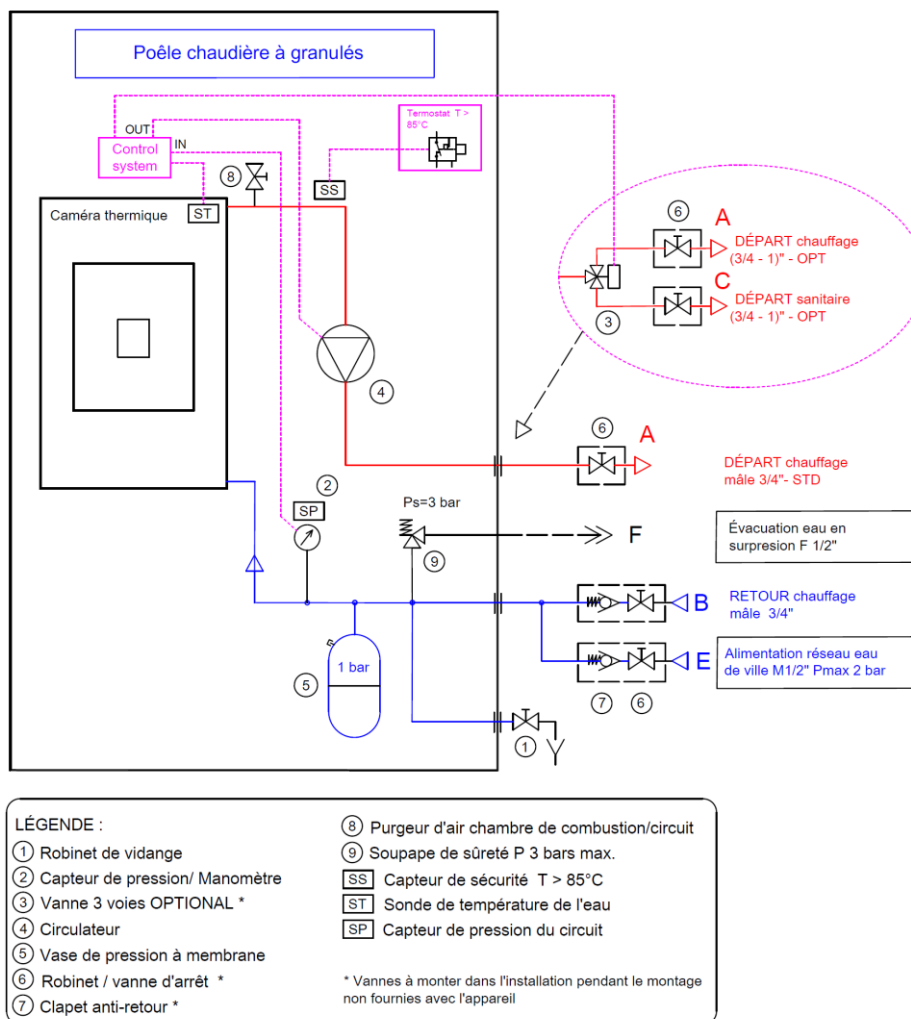 Poêle chaudière à granulés
OUT
IN
Control
system
Termostat T >
85°C
8
SS
ST
Caméra thermique
4
2
SP
Ps=3 bar
9
F
1 bar
5
6
A
DÉPART chauffage
(3/4 - 1)" - OPT
C
DÉPART sanitaire
(3/4 - 1)" - OPT
3
6
A
DÉPART chauffage
mâle 3/4"- STD
Évacuation eau en
surpresion F 1/2"
B
RETOUR chauffage
mâle 3/4"
E
Alimentation réseau eau
de ville M1/2" Pmax 2 bar
7
6
1
LÉGENDE :
1 Robinet de vidange
2 Capteur de pression/ Manomètre
3 Vanne 3 voies OPTIONAL *
4 Circulateur
5 Vase de pression à membrane
6 Robinet / vanne d'arrêt *
7 Clapet anti-retour *
8 Purgeur d'air chambre de combustion/circuit
9 Soupape de sûreté P 3 bars max.
SS Capteur de sécurité T > 85°C
ST Sonde de température de l'eau
SP Capteur de pression du circuit
* Vannes à monter dans l'installation pendant le montage
non fournies avec l'appareil